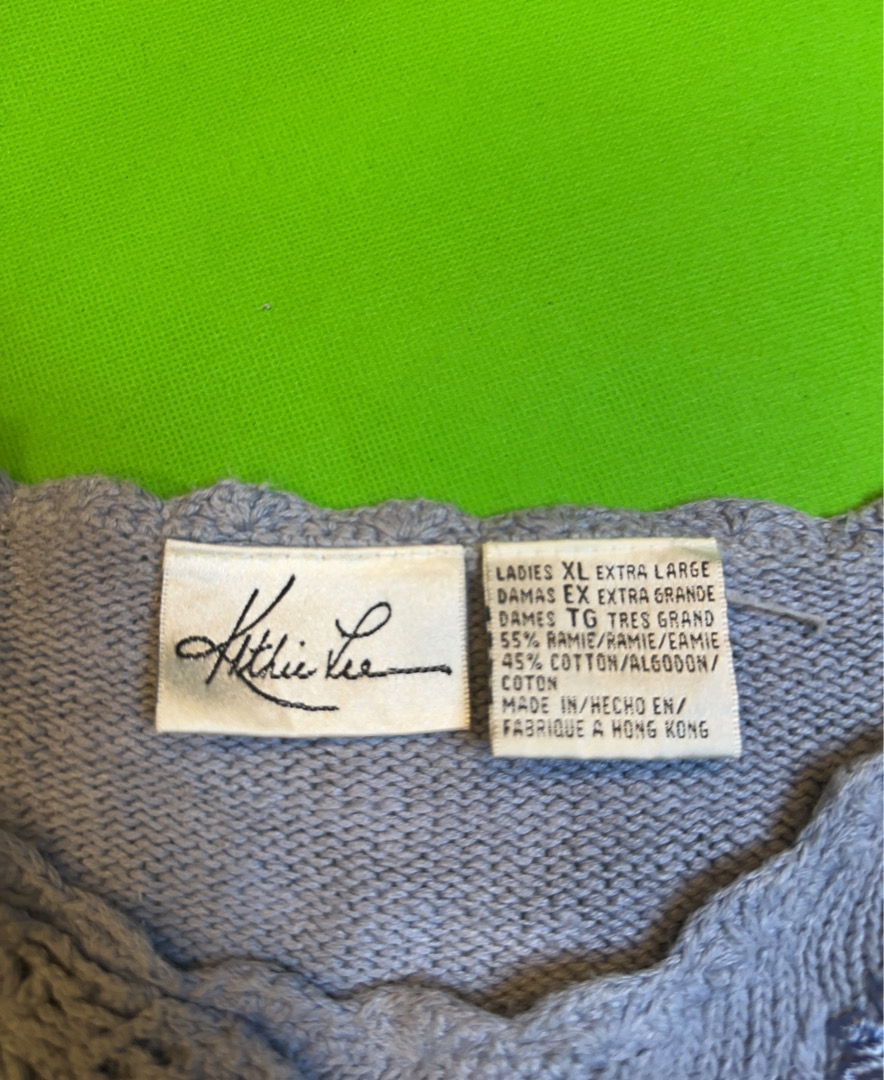 Kathie Lee
LADIES XL EXTRA LARGE
DAMAS EX EXTRA GRANDE
DAMES TG TRES GRAND
55% RAMIE/RAMIE/EAMIE
45% COTTON/ALGODON/
COTON
MADE IN/HECHO EN/
FABRIQUE A HONG KONG